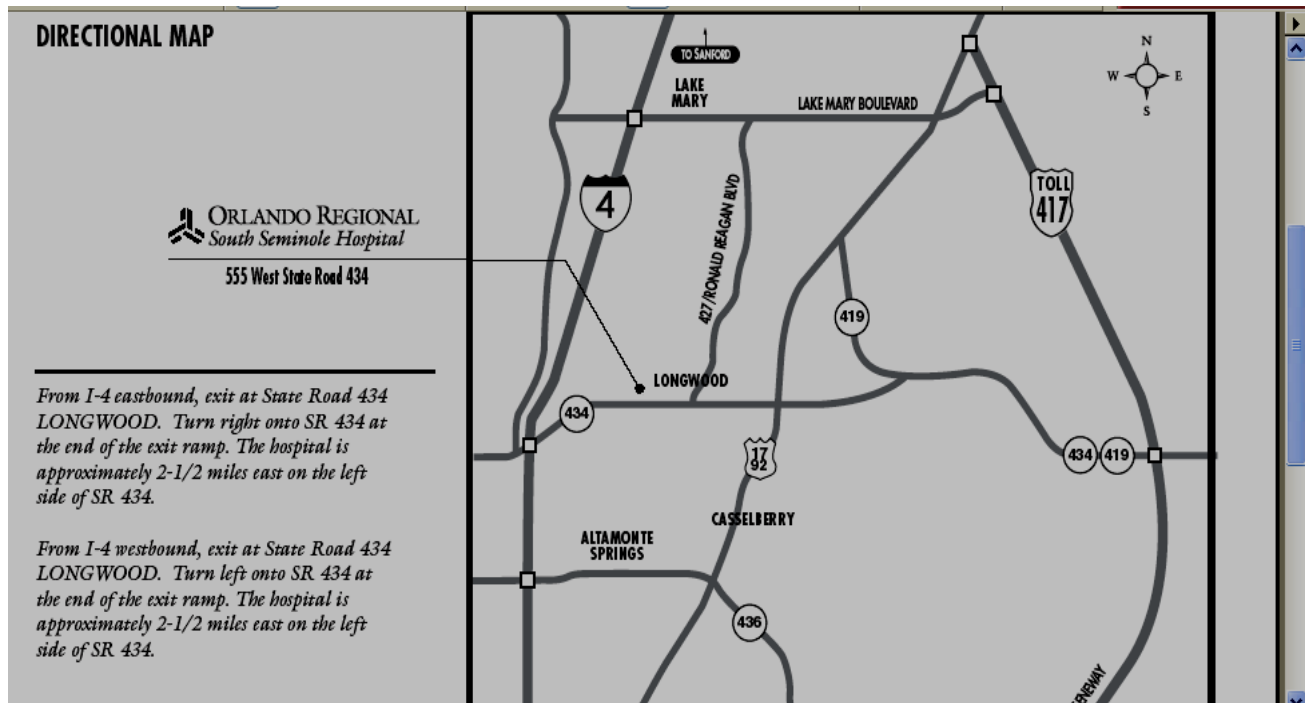 DIRECTIONAL MAP
TO SANFORD
LAKE
MARY
LAKE MARY BOULEVARD
N
W
E
S
4
TOLL
417
427/RONALD REAGAN BLVD
ORLANDO REGIONAL
South Seminole Hospital
555 West State Road 434
419
LONGWOOD
434
17
92
434
419
CASSELBERRY
ALTAMONTE
SPRINGS
436
From I-4 eastbound, exit at State Road 434
LONGWOOD. Turn right onto SR 434 at
the end of the exit ramp. The hospital is
approximately 2-1/2 miles east on the left
side of SR 434.
From I-4 westbound, exit at State Road 434
LONGWOOD. Turn left onto SR 434 at
the end of the exit ramp. The hospital is
approximately 2-1/2 miles east on the left
side of SR 434.